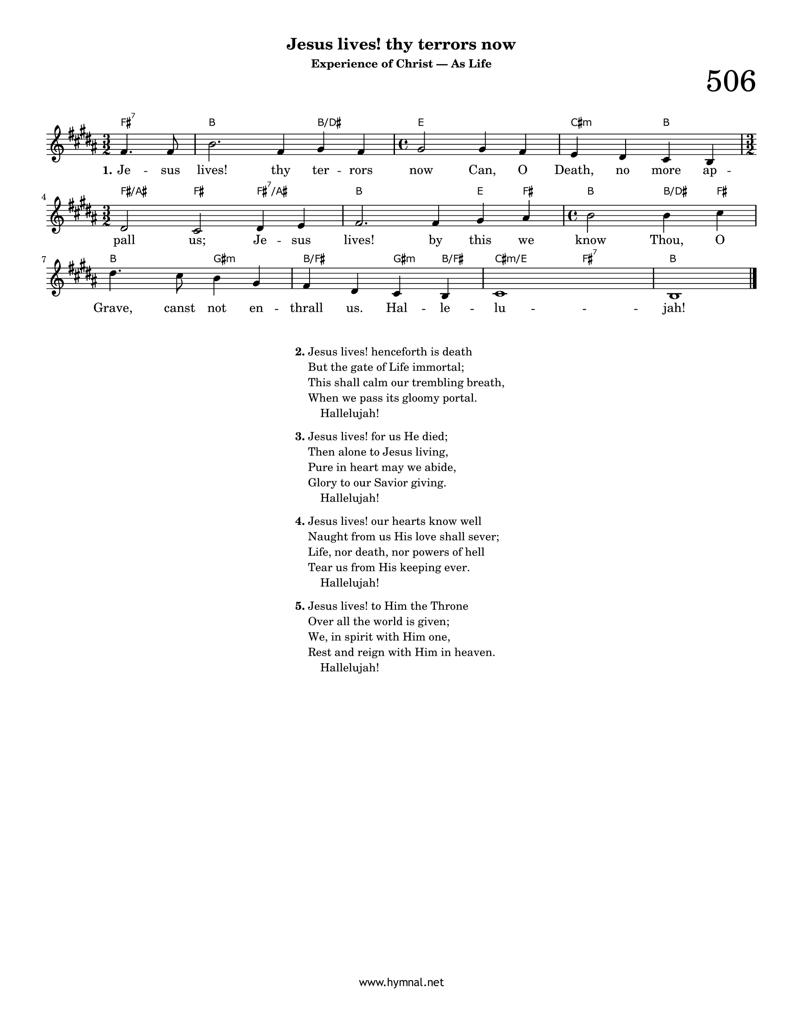 Jesus lives! thy terrors now
Experience of Christ — As Life
506
F♯7 B B/D♯ E C♯m B
1. Je - sus lives! thy ter - rors now Can, O Death, no more ap -
4 F♯/A♯ F♯ F♯7/A♯ B E F♯ B B/D♯ F♯
pall us; Je - sus lives! by this we know Thou, O
7 B G♯m B/F♯ G♯m B/F♯ C♯m/E F♯7 B
Grave, canst not en - thrall us. Hal - le - lu - - - jah!
2. Jesus lives! henceforth is death
But the gate of Life immortal;
This shall calm our trembling breath,
When we pass its gloomy portal.
Hallelujah!
3. Jesus lives! for us He died;
Then alone to Jesus living,
Pure in heart may we abide,
Glory to our Savior giving.
Hallelujah!
4. Jesus lives! our hearts know well
Naught from us His love shall sever;
Life, nor death, nor powers of hell
Tear us from His keeping ever.
Hallelujah!
5. Jesus lives! to Him the Throne
Over all the world is given;
We, in spirit with Him one,
Rest and reign with Him in heaven.
Hallelujah!
www.hymnal.net